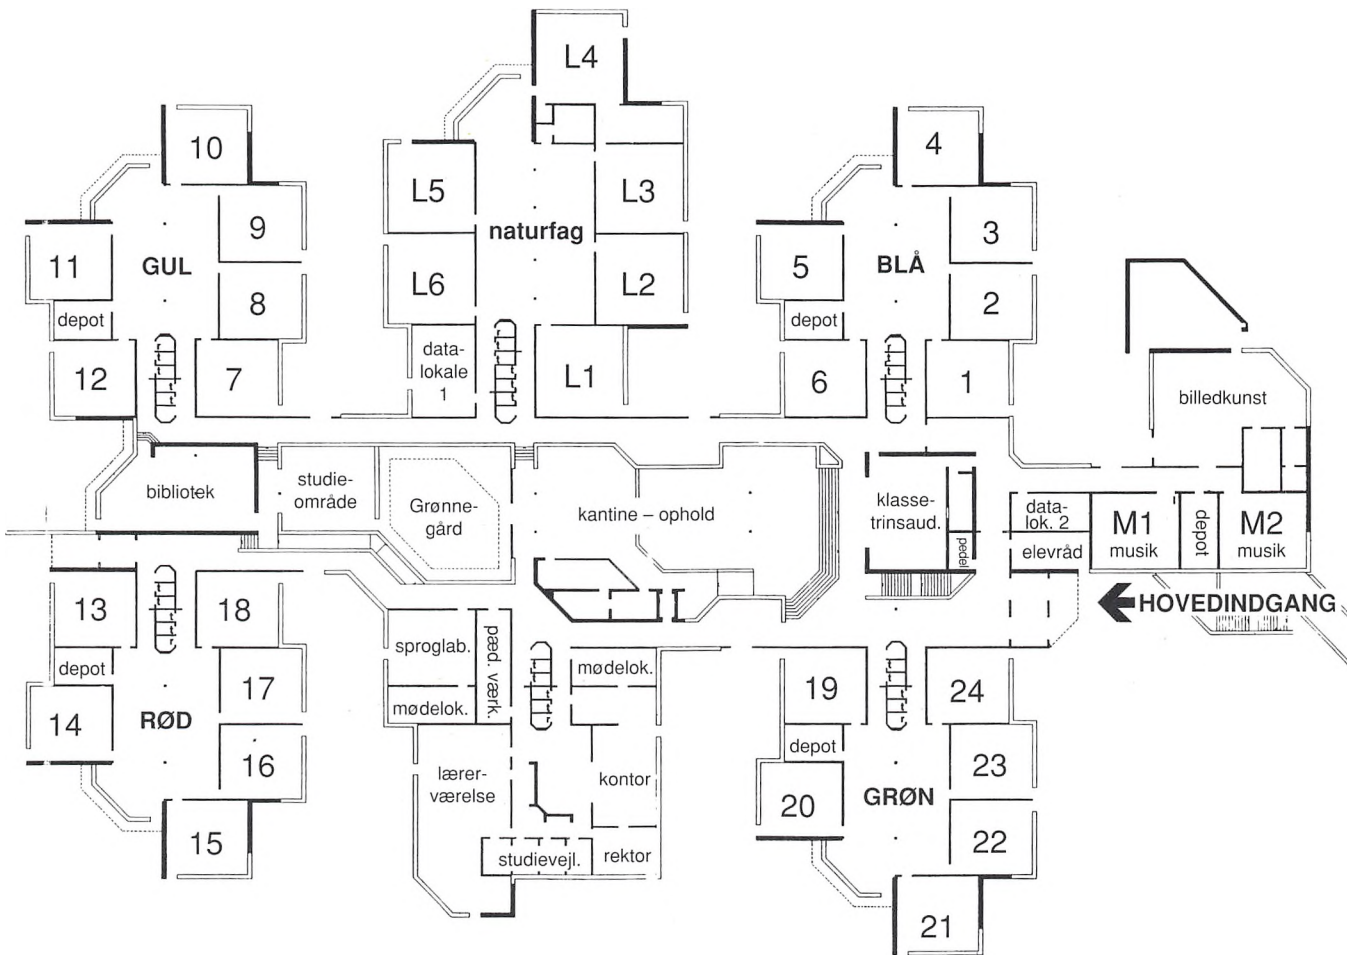 L4
10
4
L5
L3
9
3
naturfag
11
GUL
5
BLÅ
L6
L2
8
2
depot
depot
data-
lokale
1
12
7
L1
6
1
billedkunst
bibliotek
studie-
område
Grønne-
gård
kantine – ophold
klasse-
trinsaud.
pedel
data-
lok. 2
elevråd
M1
musik
depot
M2
musik
HOVEDINDGANG
13
18
sproglab.
pæd. værk.
mødelok.
depot
17
mødelok.
19
24
14
RØD
depot
16
lærer-
værelse
kontor
23
20
GRØN
15
studievejl.
rektor
22
21